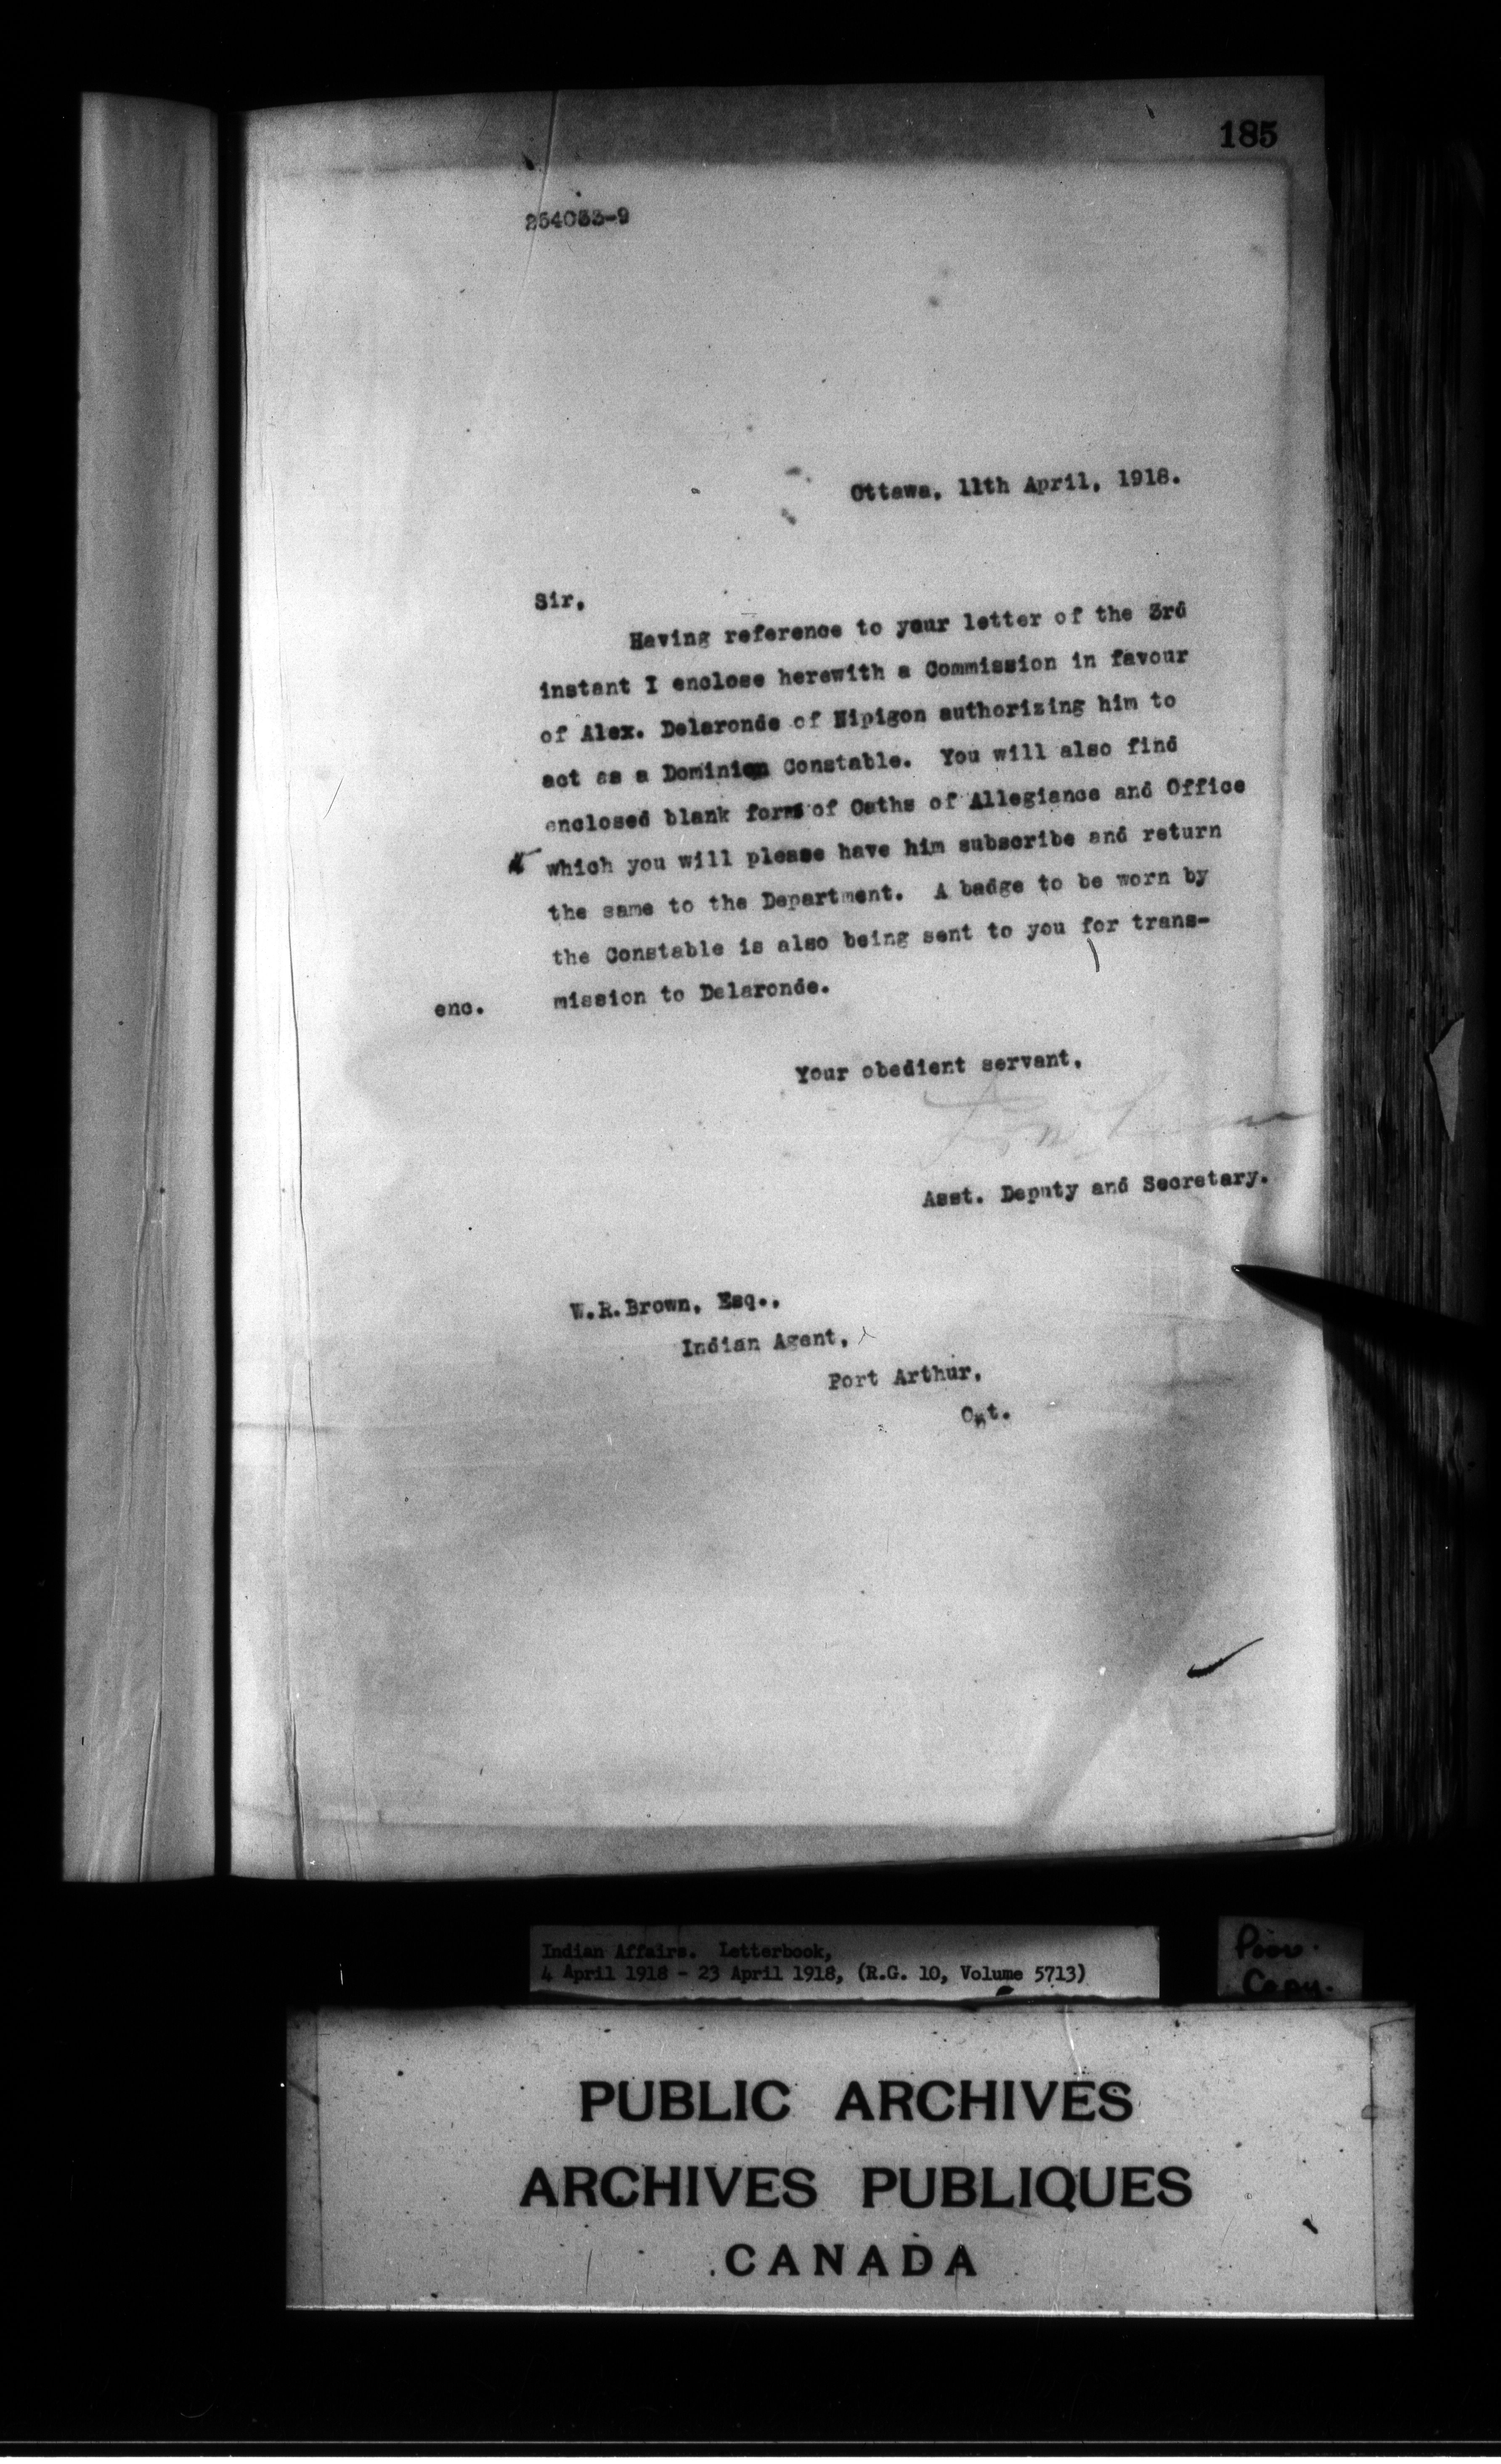 185
254033-9
Ottawa, 11th April, 1918.
Sir,
Having reference to your letter of the 3rd
instant I enclose herewith a Commission in favour
of Alex. Delaronde of Nipigon authorizing him to
act as a Dominion Constable. You will also find
enclosed blank forms of Oaths of Allegiance and Office
which you will please have him subscribe and return
the same to the Department. A badge to be worn by
the Constable is also being sent to you for trans-
enc. mission to Delaronde.
Your obedient servant,
Asst. Deputy and Secretary.
W.R.Brown, Esq.,
Indian Agent,
Port Arthur,
Ont.
Indian Affairs. Letterbook,
4 April 1918 - 23 April 1918, (R.G. 10, Volume 5713)
Poor
Copy.
PUBLIC ARCHIVES
ARCHIVES PUBLIQUES
CANADA